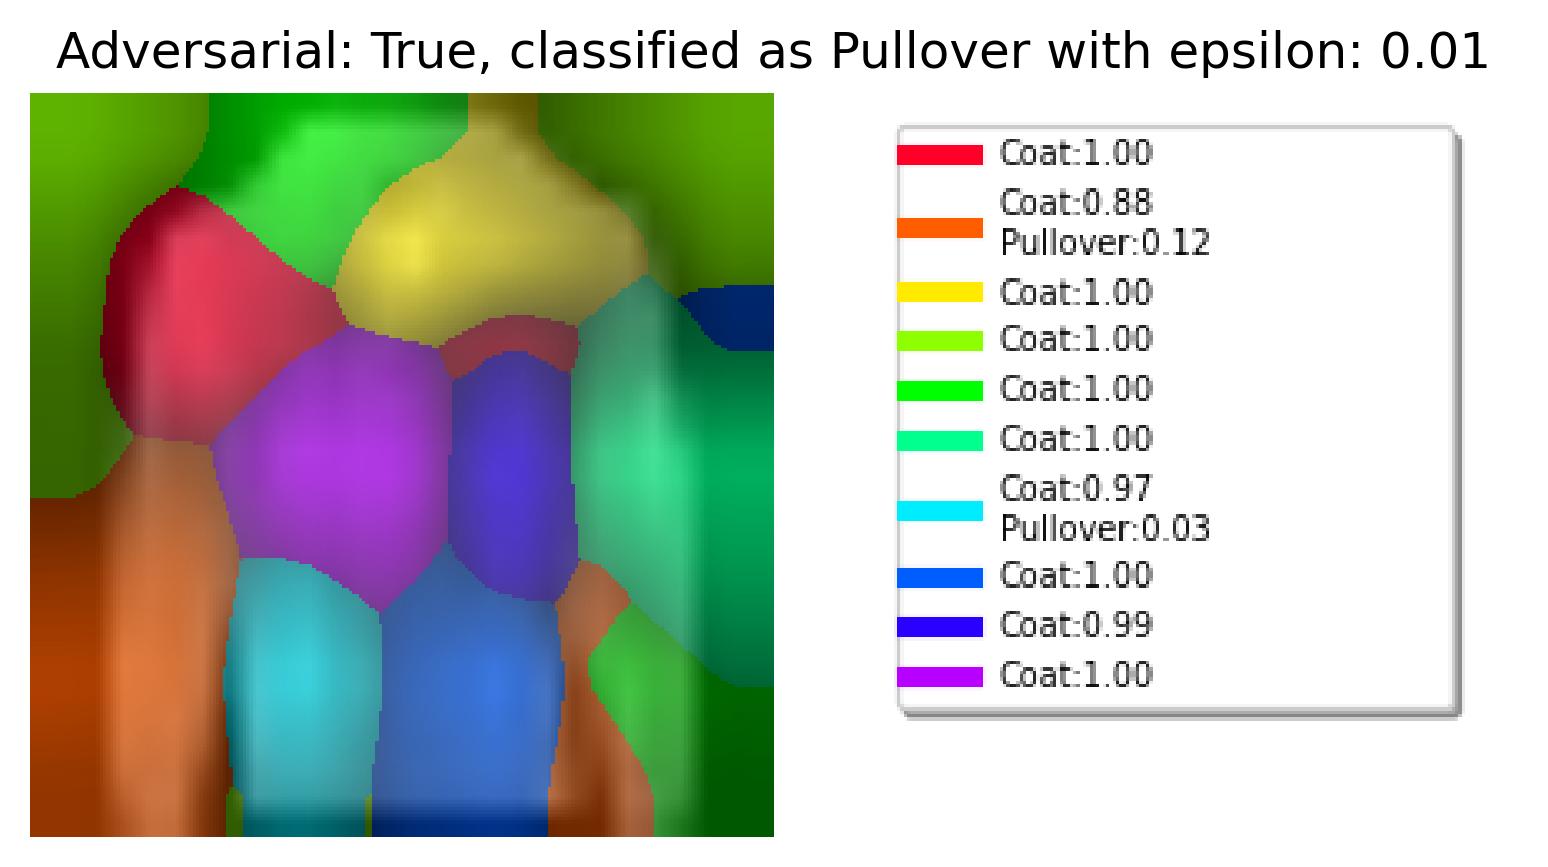 Adversarial: True, classified as Pullover with epsilon: 0.01
Coat:1.00
Coat:0.88
Pullover:0.12
Coat:1.00
Coat:1.00
Coat:1.00
Coat:1.00
Coat:0.97
Pullover:0.03
Coat:1.00
Coat:0.99
Coat:1.00